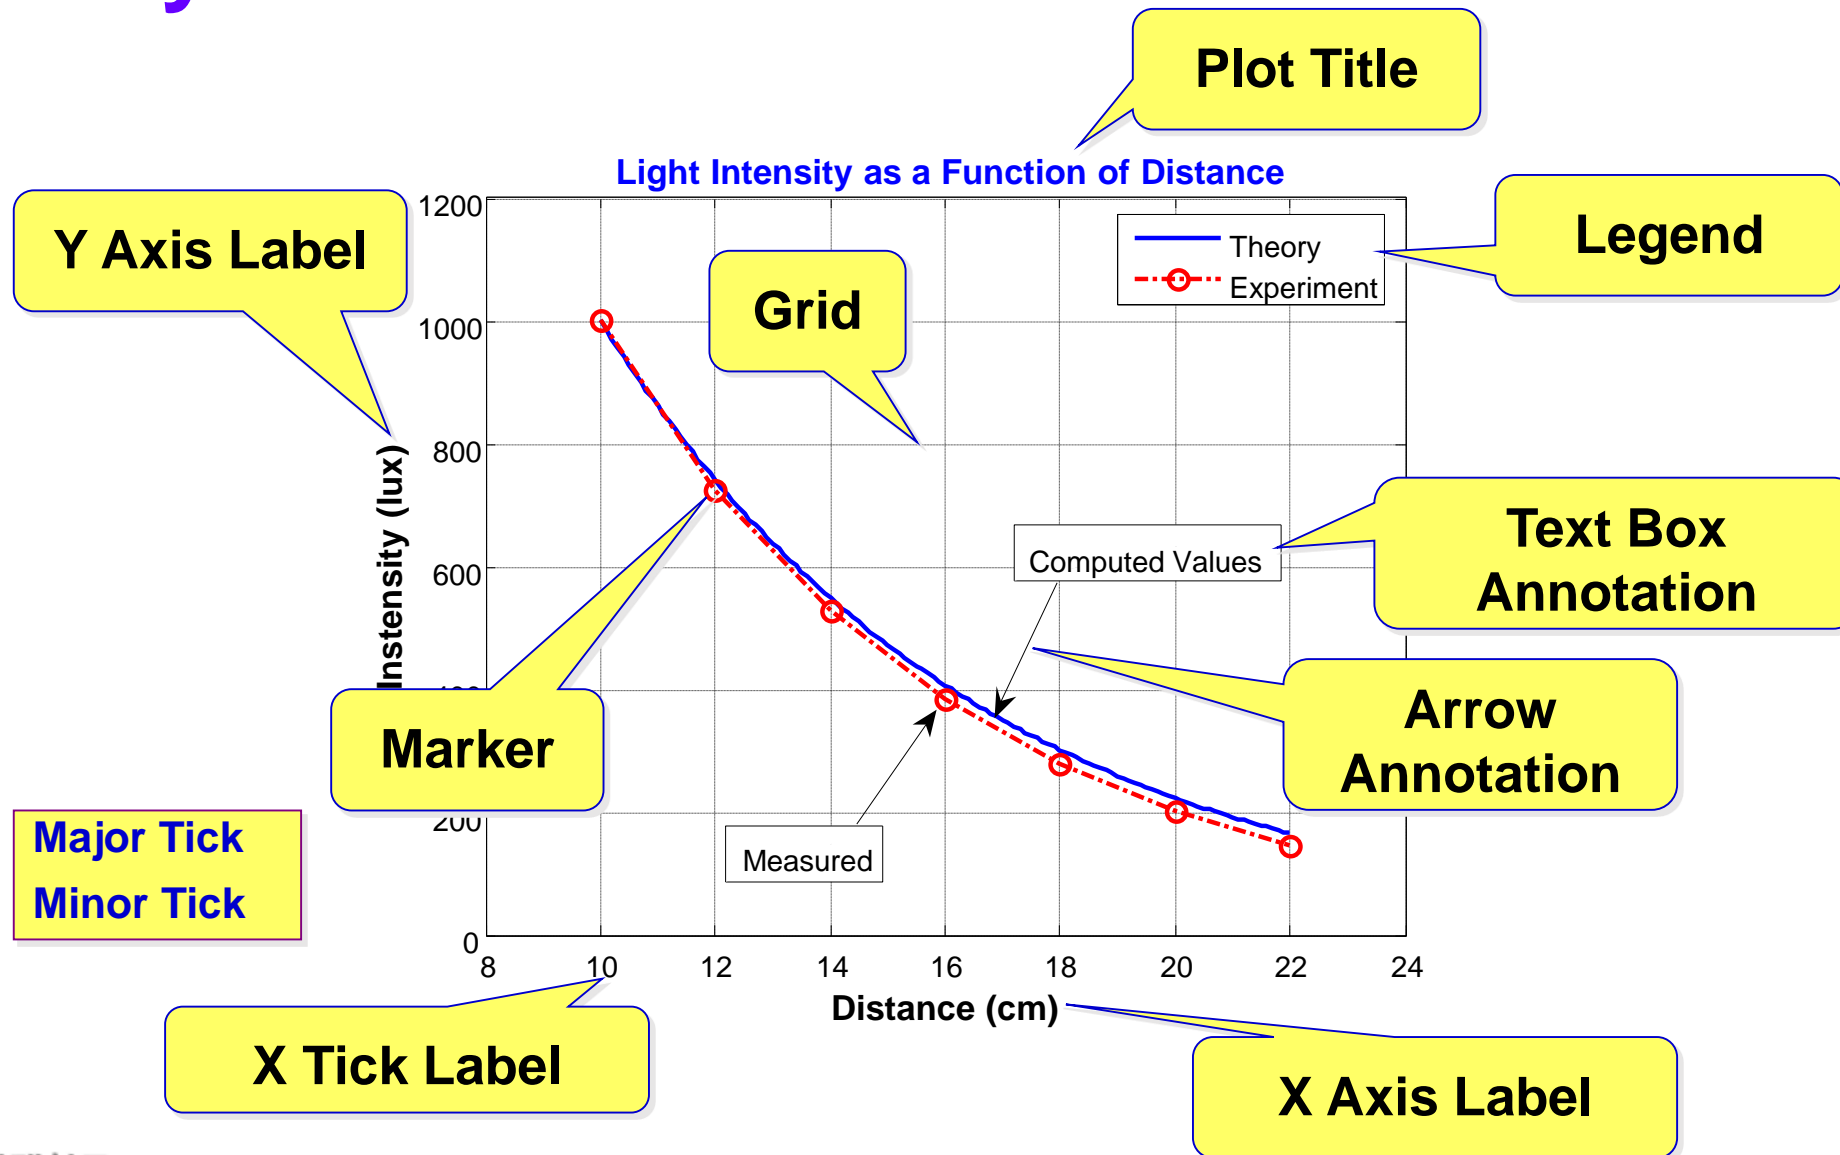 Plot Title
Light Intensity as a Function of Distance
Y Axis Label
Legend
Theory
Experiment
Grid
1200
1000
800
600
200
0
Instensity (lux)
Text Box
Annotation
Computed Values
Arrow
Annotation
Marker
Measured
Major Tick
Minor Tick
8 10 12 14 16 18 20 22 24
Distance (cm)
X Tick Label
X Axis Label